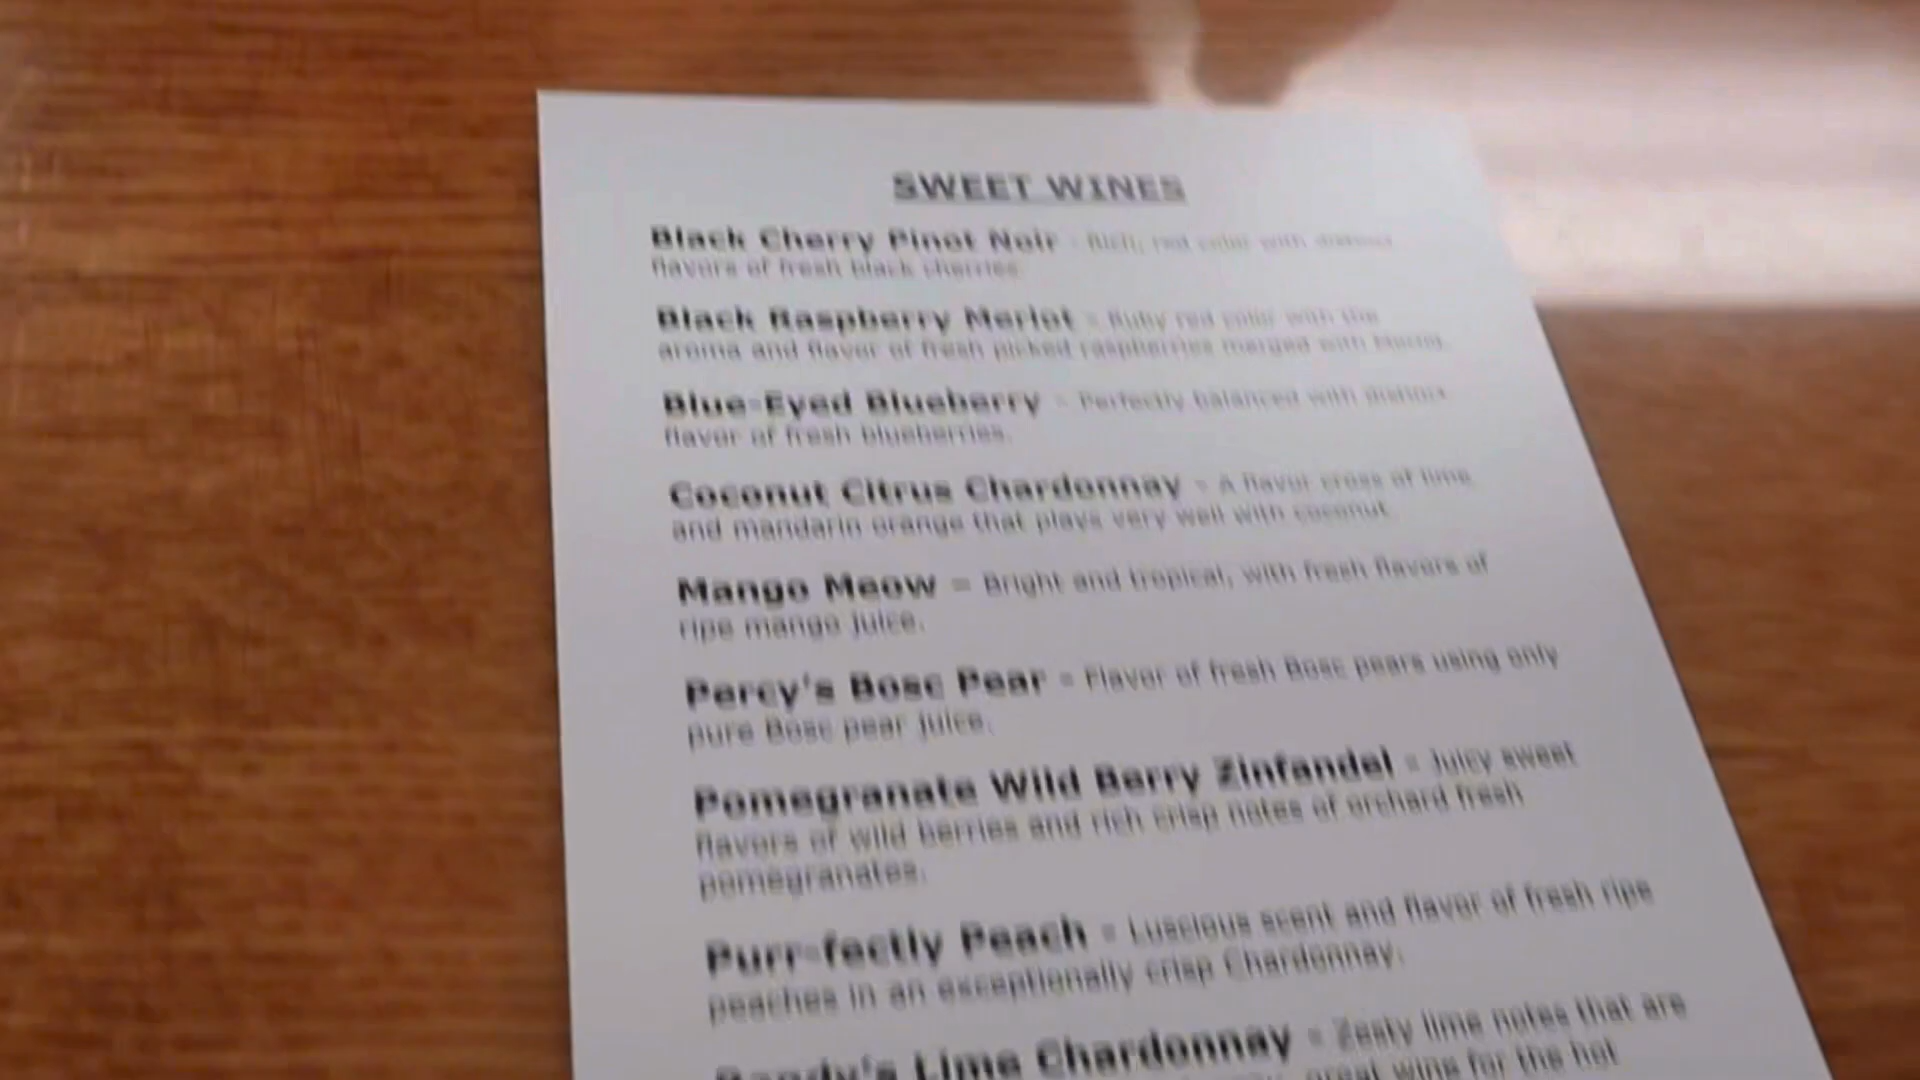 SWEET WINES
Black Cherry Pinot Noir - Rich, red color with distinct
flavors of fresh black cherries.
Black Raspberry Merlot - Ruby red color with the
aroma and flavor of fresh picked raspberries merged with Merlot.
Blue-Eyed Blueberry - Perfectly balanced with distinct
flavor of fresh blueberries.
Coconut Citrus Chardonnay - A flavor cross of lime
and mandarin orange that plays very well with coconut.
Mango Meow - Bright and tropical, with fresh flavors of
ripe mango juice.
Percy's Bosc Pear - Flavor of fresh Bosc pears using only
pure Bosc pear juice.
Pomegranate Wild Berry Zinfandel - Juicy sweet
flavors of wild berries and rich crisp notes of orchard fresh
pomegranates.
Purr-fectly Peach - Luscious scent and flavor of fresh ripe
peaches in an exceptionally crisp Chardonnay.
Lime Chardonnay - Zesty lime notes that are
great wine for the hot